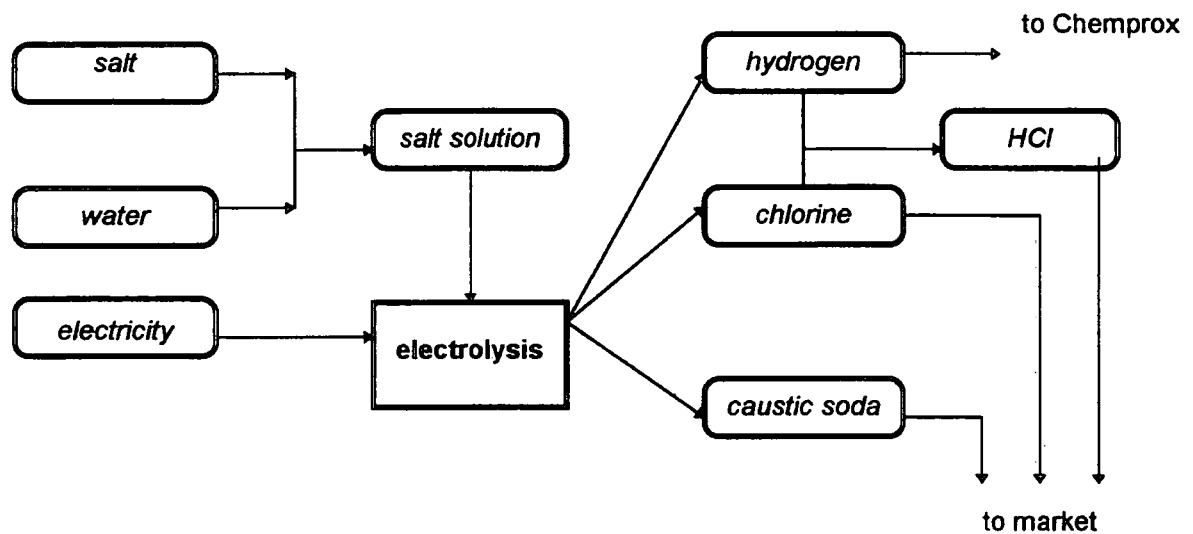 to Chemprox
salt
hydrogen
salt solution
HCl
water
chlorine
electricity
electrolysis
caustic soda
to market